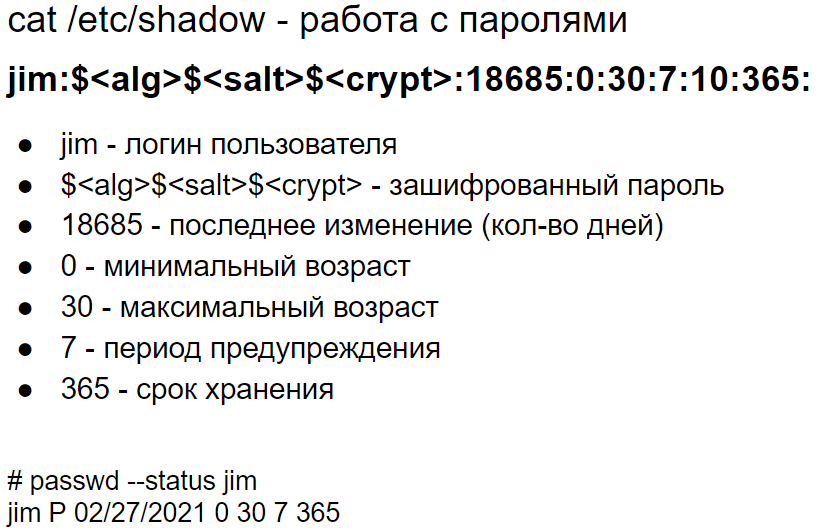 cat /etc/shadow - работа с паролями
jim:$<alg>$<salt>$<crypt>:18685:0:30:7:10:365:
● jim - логин пользователя
● $<alg>$<salt>$<crypt> - зашифрованный пароль
● 18685 - последнее изменение (кол-во дней)
● 0 - минимальный возраст
● 30 - максимальный возраст
● 7 - период предупреждения
● 365 - срок хранения
# passwd --status jim
jim P 02/27/2021 0 30 7 365